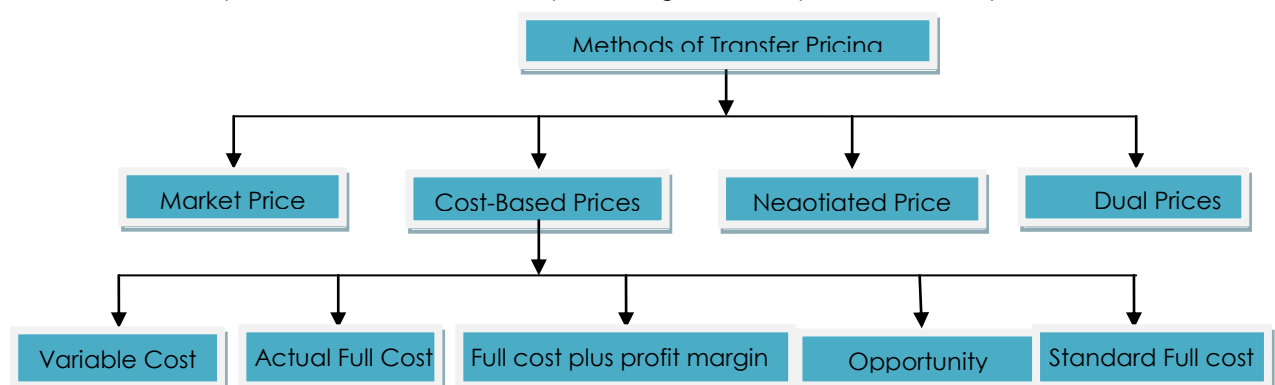 Methods of Transfer Pricing
Market Price
Cost-Based Prices
Negotiated Price
Dual Prices
Variable Cost
Actual Full Cost
Full cost plus profit margin
Opportunity
Standard Full cost